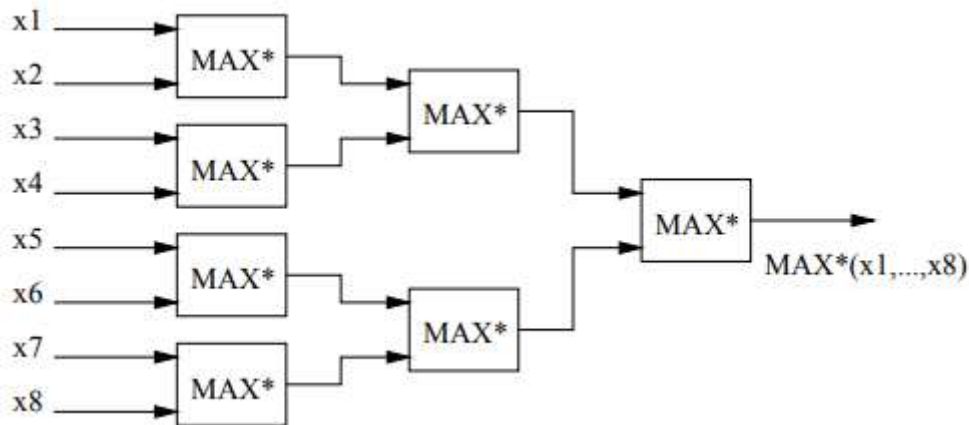 x1
MAX*
x2
MAX*
x3
MAX*
x4
MAX*
x5
MAX*
x6
MAX*
MAX*(x1,...,x8)
x7
MAX*
x8